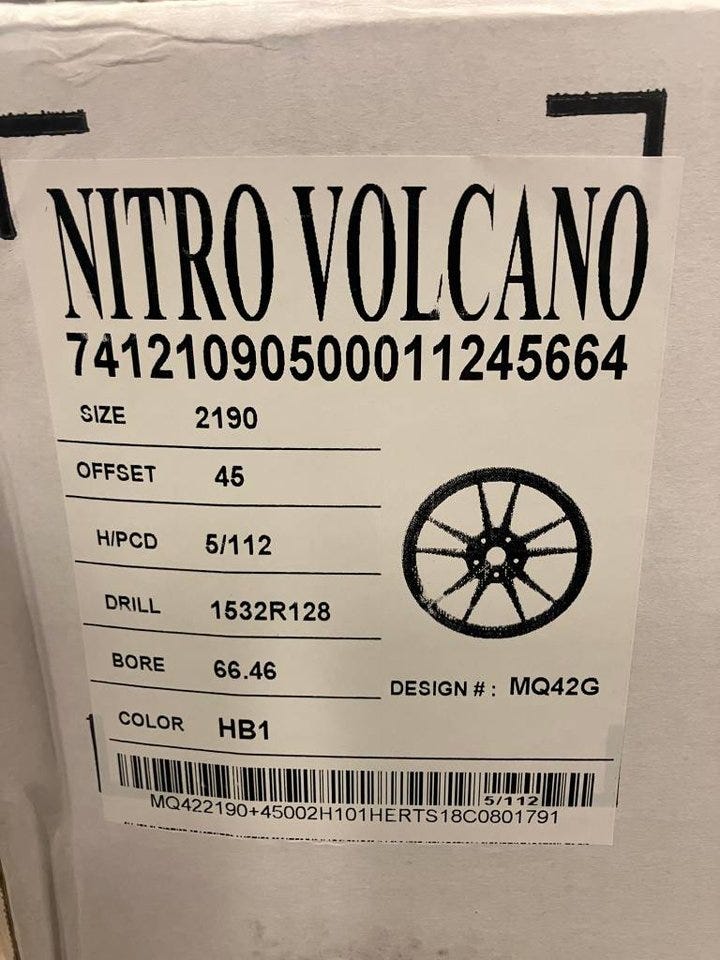 NITRO VOLCANO
74121090500011245664
SIZE 2190
OFFSET 45
H/PCD 5/112
DRILL 1532R128
BORE 66.46
DESIGN # : MQ42G
COLOR HB1
5/112
MQ422190+45002H101HERTS18C0801791